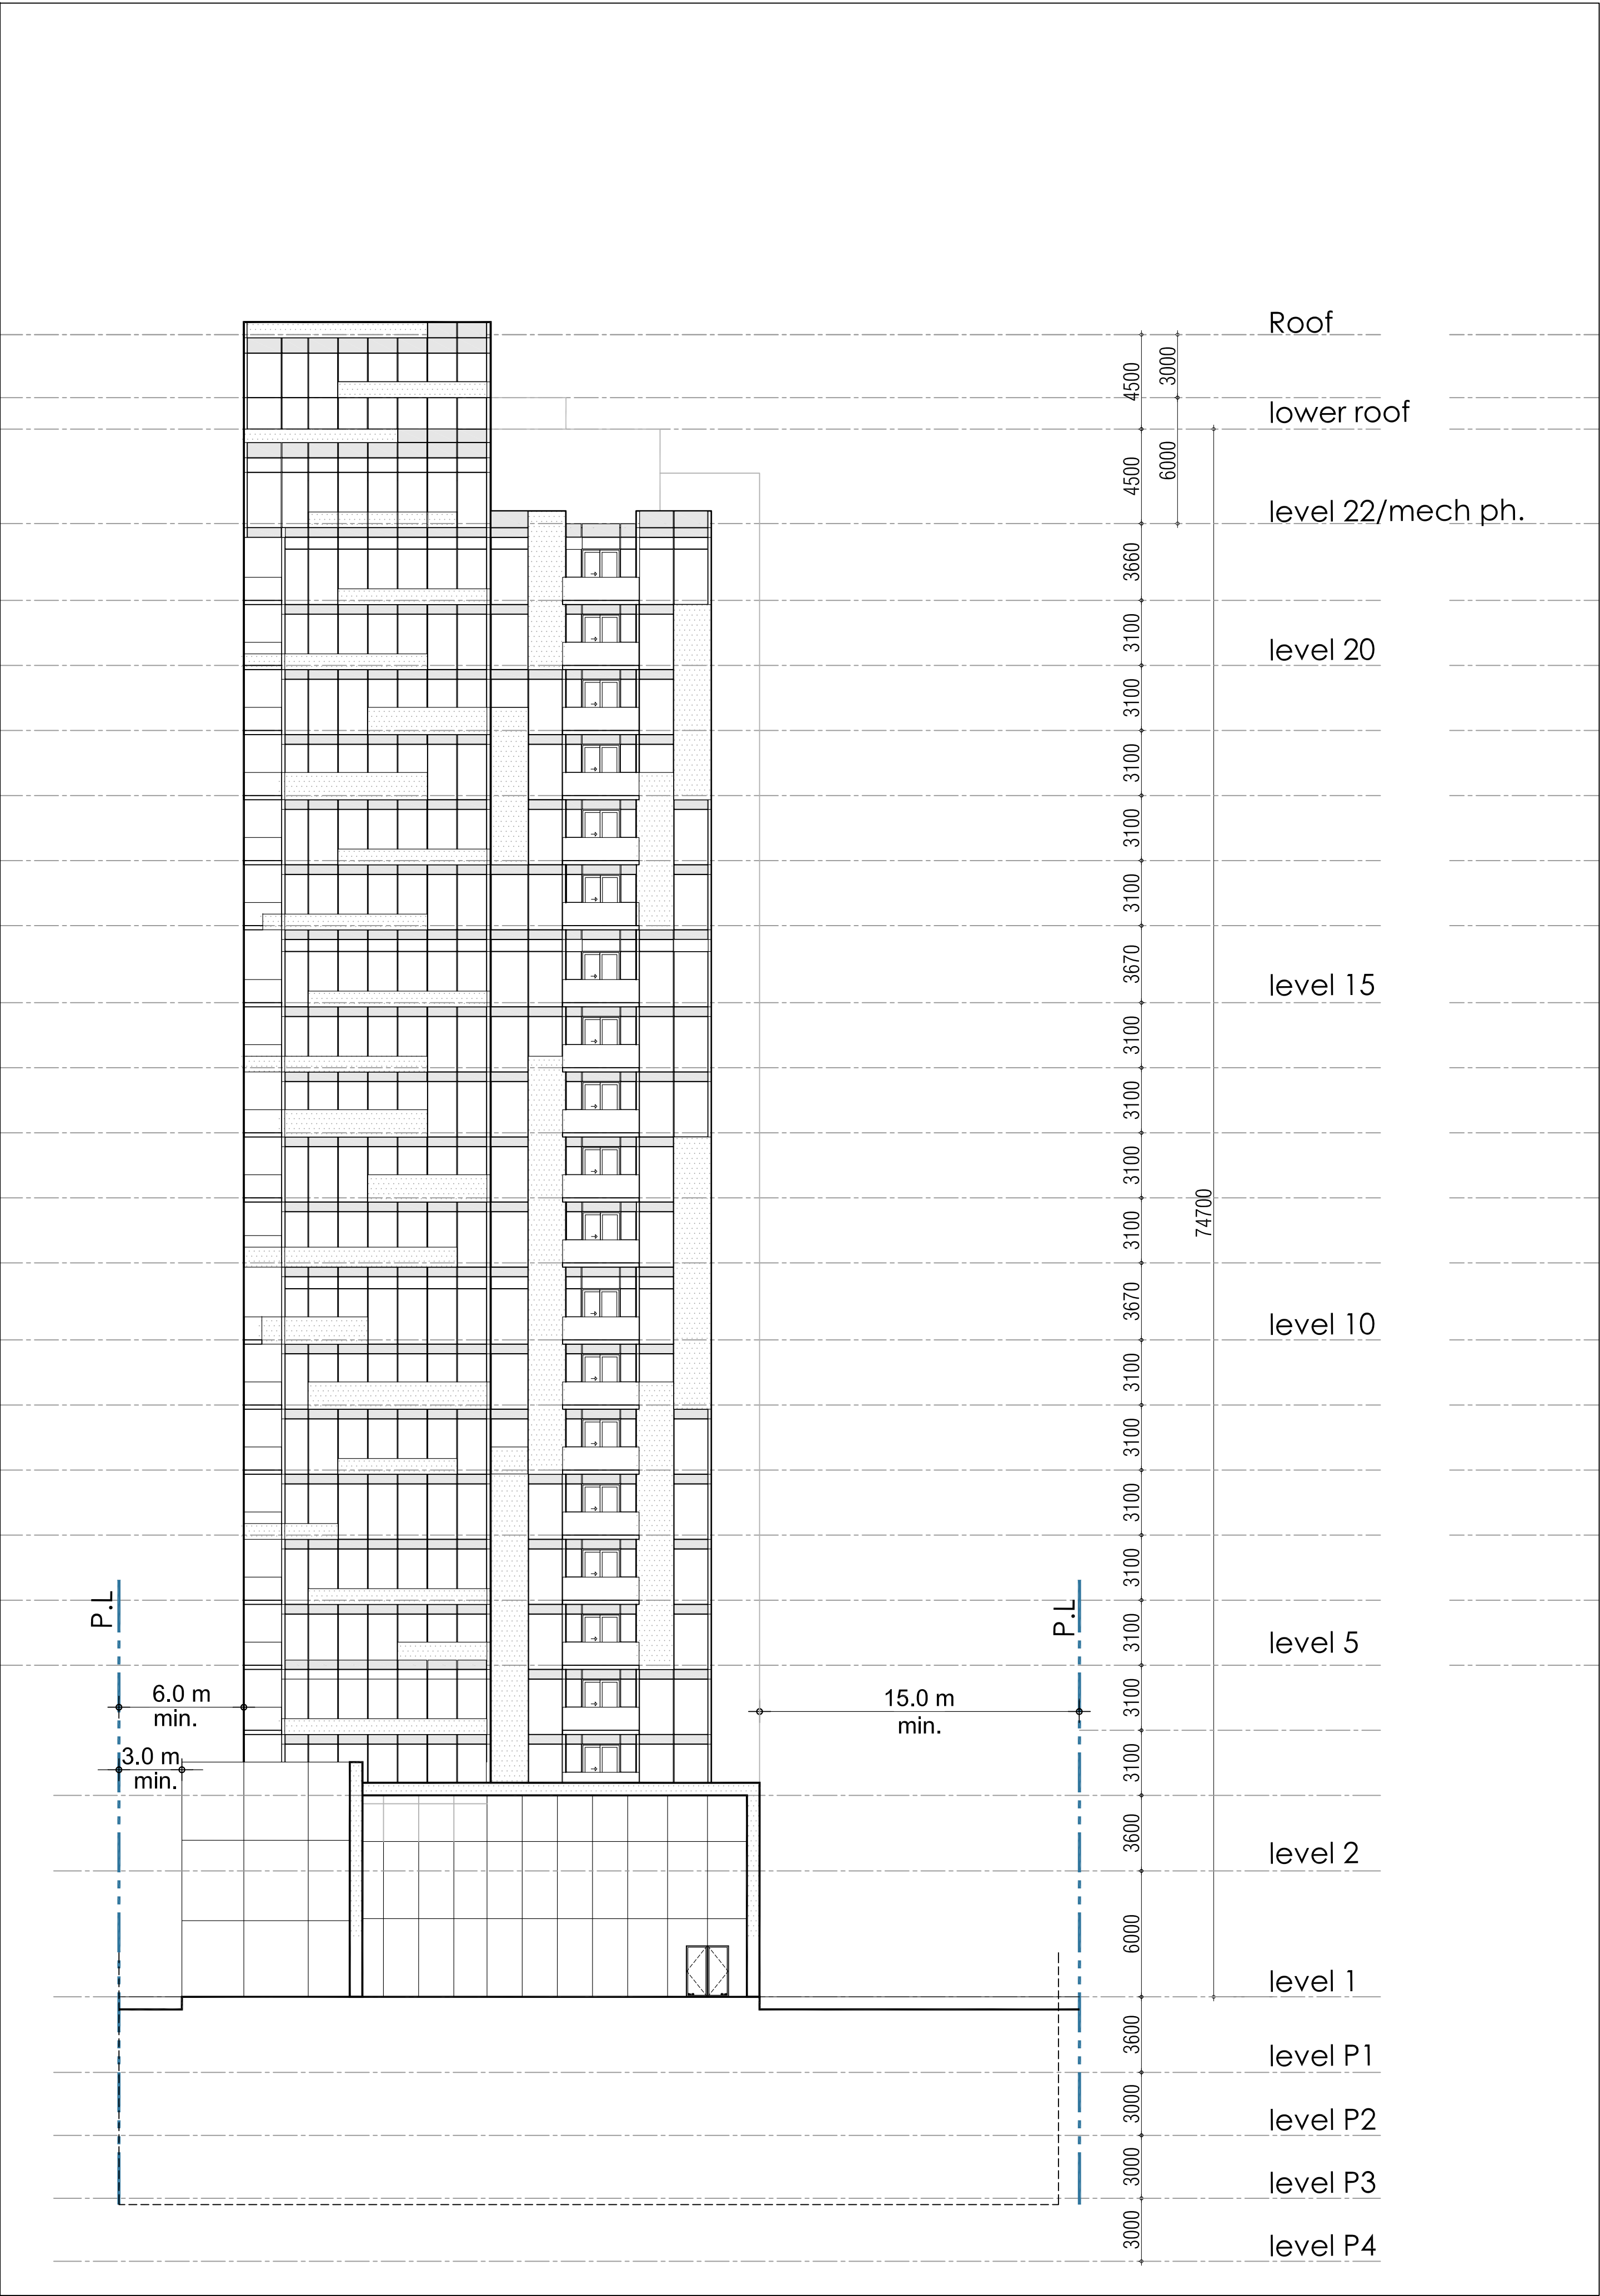 Roof
3000
4500
lower roof
6000
4500
level 22/mech ph.
3660
3100
level 20
3100
3100
3100
3100
3670
level 15
3100
3100
3100
74700
3100
3670
level 10
3100
3100
3100
3100
P.L
P.L
3100
level 5
6.0 m
min.
15.0 m
min.
3100
3.0 m
min.
3100
3600
level 2
6000
level 1
3600
level P1
3000
level P2
3000
level P3
3000
level P4